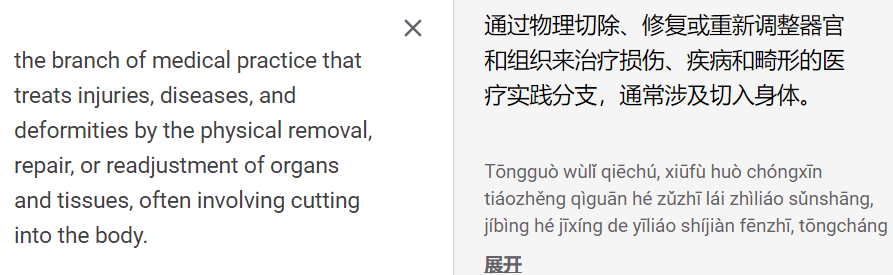 the branch of medical practice that
treats injuries, diseases, and
deformities by the physical removal,
repair, or readjustment of organs
and tissues, often involving cutting
into the body.
通过物理切除、修复或重新调整器官
和组织来治疗损伤、疾病和畸形的医
疗实践分支，通常涉及切入身体。
Tōngguò wùlǐ qiēchú, xiūfù huò chóngxīn
tiáozhěng qìguān hé zǔzhī lái zhìliáo sǔnshāng,
jíbìng hé jīxíng de yīliáo shíjiàn fēnzhī, tōngcháng
展开